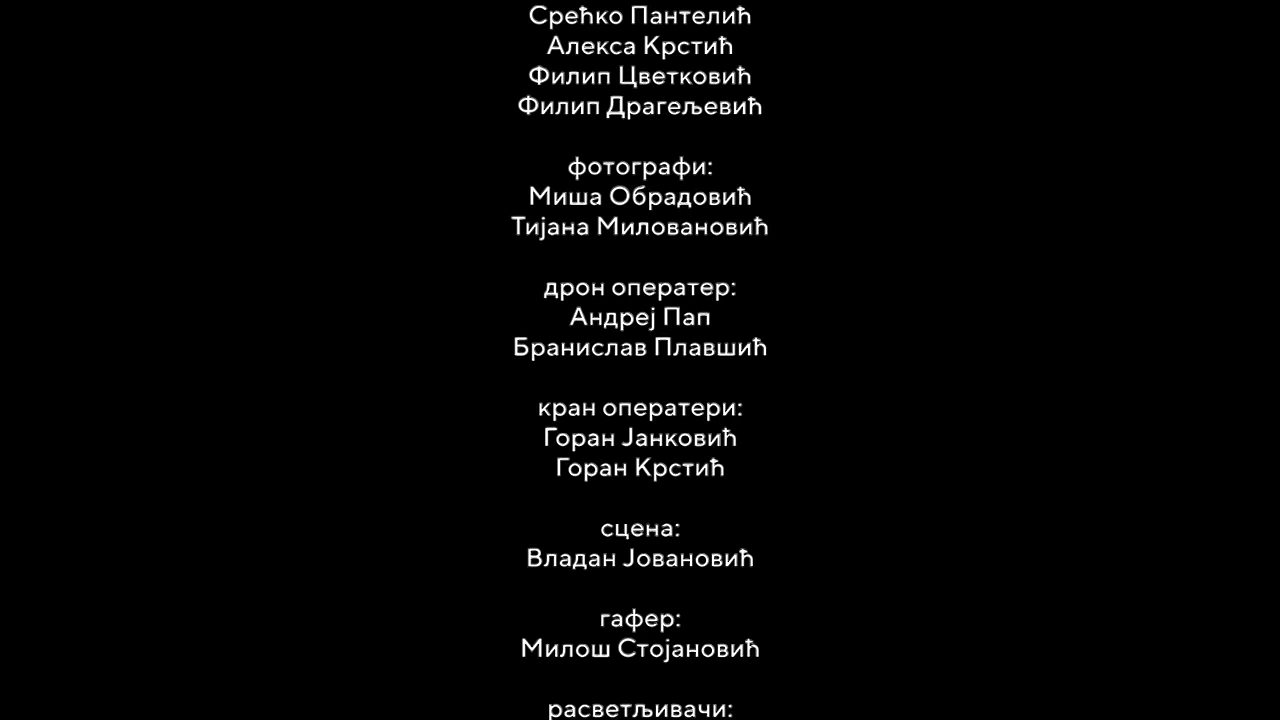 Срећко Пантелић
Алекса Крстић
Филип Цветковић
Филип Драгељевић
фотографи:
Миша Обрадовић
Тијана Миловановић
дрон оператер:
Андреј Пап
Бранислав Плавшић
кран оператери:
Горан Јанковић
Горан Крстић
сцена:
Владан Јовановић
гафер:
Милош Стојановић
расветљивачи: